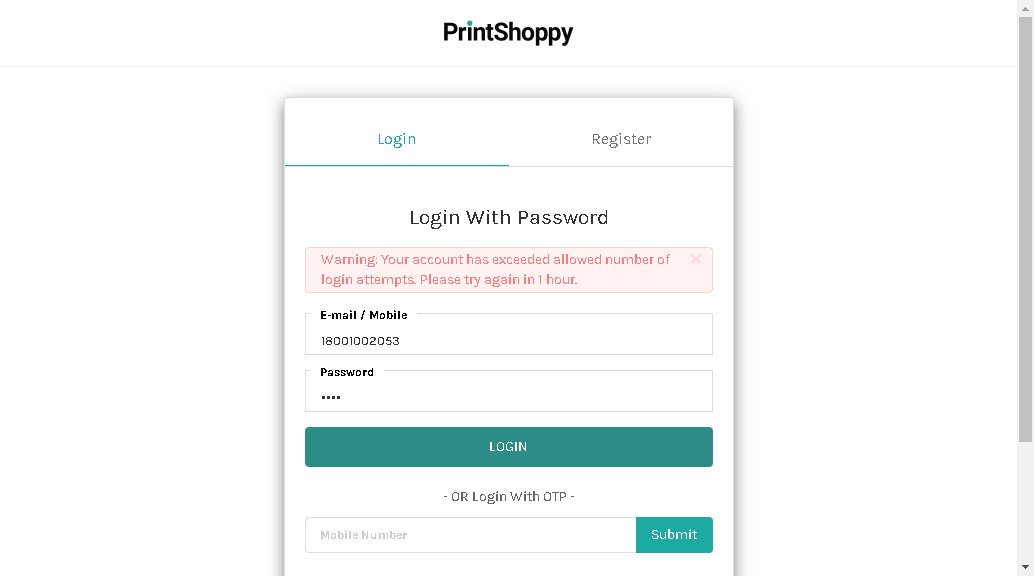 PrintShoppy
Login
Register
Login With Password
Warning: Your account has exceeded allowed number of
login attempts. Please try again in 1 hour.
×
E-mail / Mobile
18001002053
Password
••••
LOGIN
- OR Login With OTP -
Mobile Number
Submit